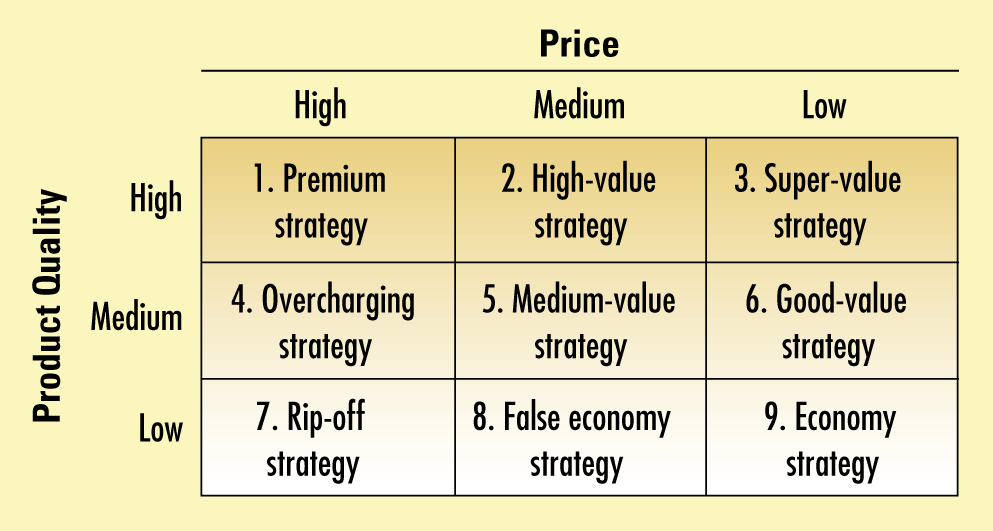 Price
High Medium Low
Product Quality
High
1. Premium
strategy
2. High-value
strategy
3. Super-value
strategy
Medium
4. Overcharging
strategy
5. Medium-value
strategy
6. Good-value
strategy
Low
7. Rip-off
strategy
8. False economy
strategy
9. Economy
strategy